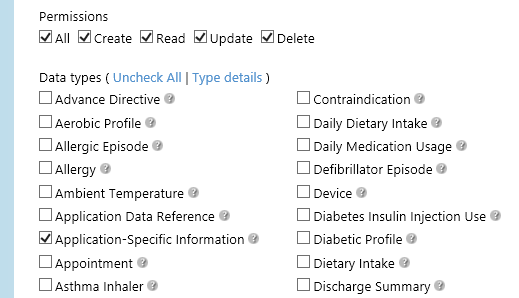 Permissions
All Create Read Update Delete
Data types ( Uncheck All | Type details )
Advance Directive ?
Aerobic Profile ?
Allergic Episode ?
Allergy ?
Ambient Temperature ?
Application Data Reference ?
Application-Specific Information ?
Appointment ?
Asthma Inhaler ?
Contraindication ?
Daily Dietary Intake ?
Daily Medication Usage ?
Defibrillator Episode ?
Device ?
Diabetes Insulin Injection Use ?
Diabetic Profile ?
Dietary Intake ?
Discharge Summary ?